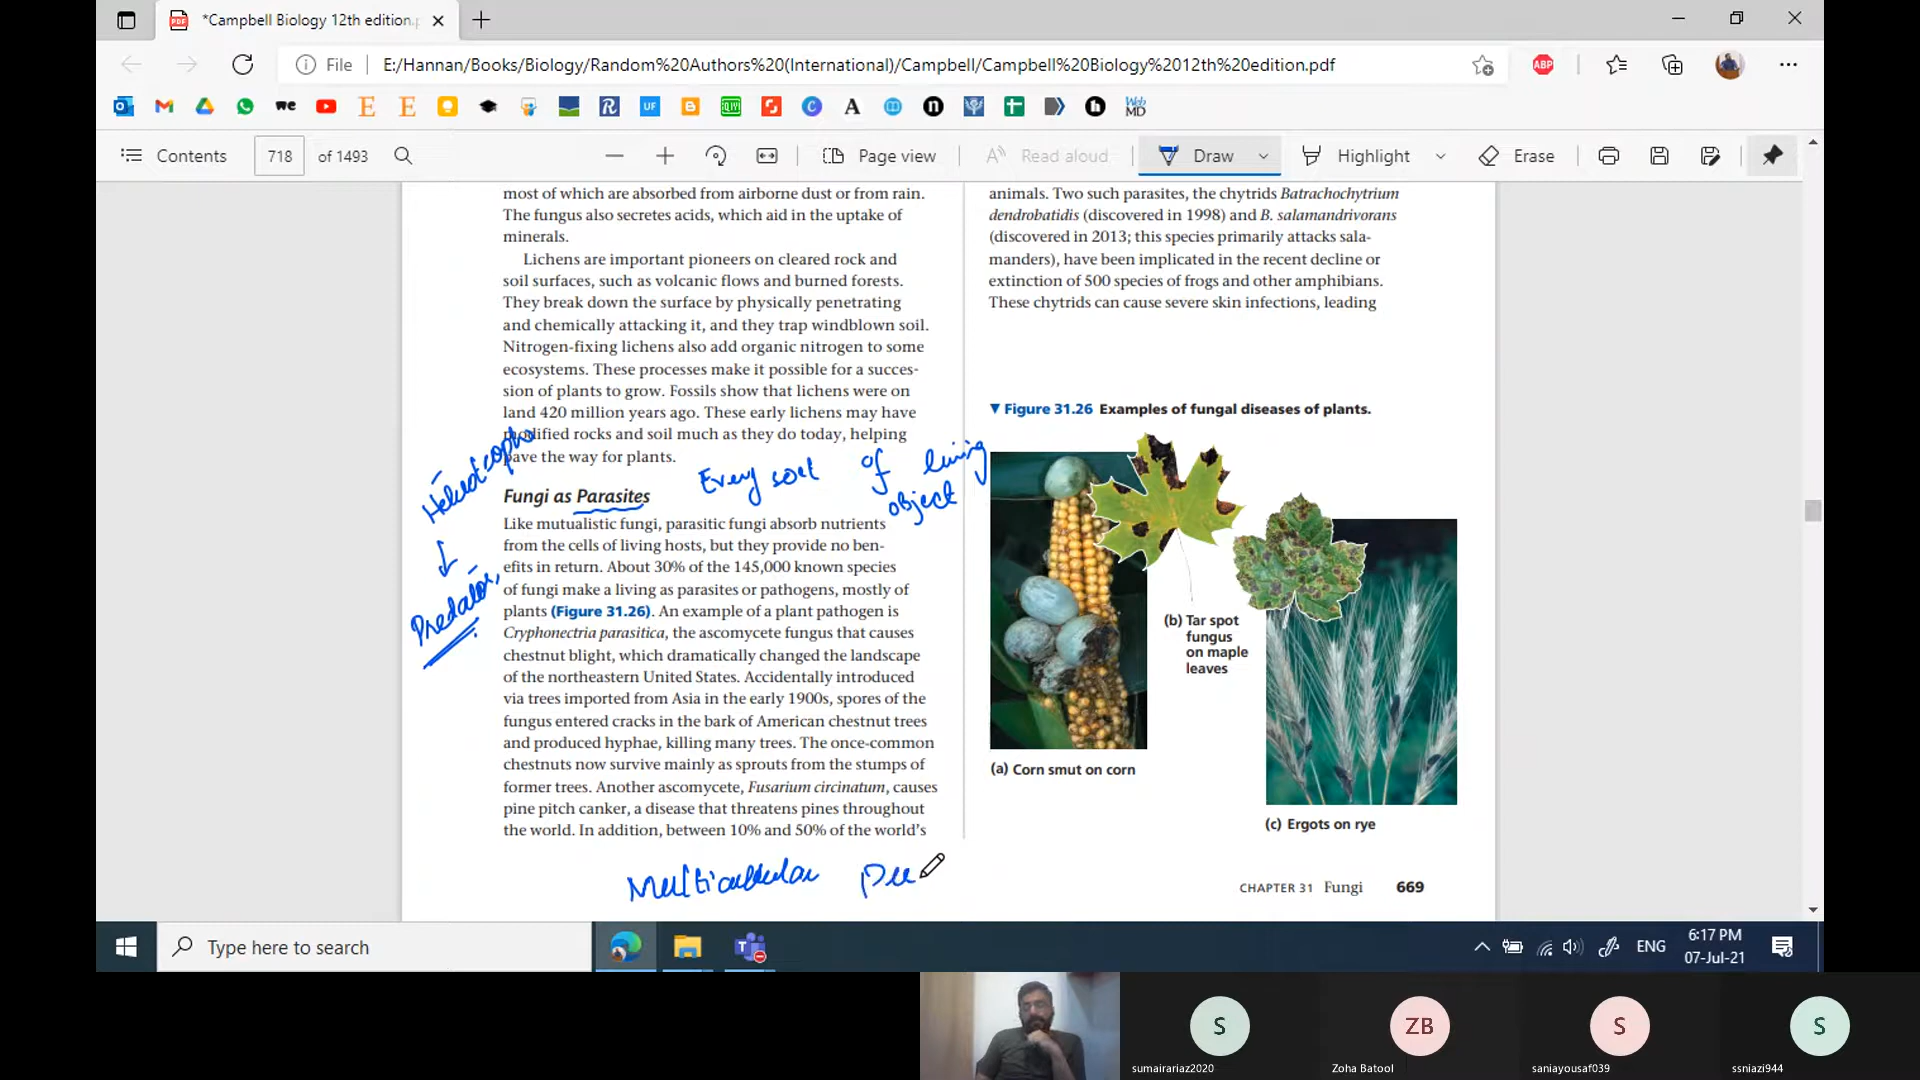 *Campbell Biology 12th edition.p
File
E:/Hannan/Books/Biology/Random%20Authors%20(International)/Campbell/Campbell%20Biology%2012th%20edition.pdf
ABP
we
UF
A
Web
MD
Contents
718
of 1493
Page view
Read aloud
Draw
Highlight
Erase
most of which are absorbed from airborne dust or from rain.
The fungus also secretes acids, which aid in the uptake of
minerals.
Lichens are important pioneers on cleared rock and
soil surfaces, such as volcanic flows and burned forests.
They break down the surface by physically penetrating
and chemically attacking it, and they trap windblown soil.
Nitrogen-fixing lichens also add organic nitrogen to some
ecosystems. These processes make it possible for a succes-
sion of plants to grow. Fossils show that lichens were on
land 420 million years ago. These early lichens may have
modified rocks and soil much as they do today, helping
pave the way for plants.
Every
of living
object
Fungi as Parasites
Like mutualistic fungi, parasitic fungi absorb nutrients
from the cells of living hosts, but they provide no ben-
efits in return. About 30% of the 145,000 known species
of fungi make a living as parasites or pathogens, mostly of
plants (Figure 31.26). An example of a plant pathogen is
Cryphonectria parasitica, the ascomycete fungus that causes
chestnut blight, which dramatically changed the landscape
of the northeastern United States. Accidentally introduced
via trees imported from Asia in the early 1900s, spores of the
fungus entered cracks in the bark of American chestnut trees
and produced hyphae, killing many trees. The once-common
chestnuts now survive mainly as sprouts from the stumps of
former trees. Another ascomycete, Fusarium circinatum, causes
pine pitch canker, a disease that threatens pines throughout
the world. In addition, between 10% and 50% of the world's
Multicellular
animals. Two such parasites, the chytrids Batrachochytrium
dendrobatidis (discovered in 1998) and B. salamandrivorans
(discovered in 2013; this species primarily attacks sala-
manders), have been implicated in the recent decline or
extinction of 500 species of frogs and other amphibians.
These chytrids can cause severe skin infections, leading
▼ Figure 31.26 Examples of fungal diseases of plants.
(b) Tar spot
fungus
on maple
leaves
(a) Corn smut on corn
(c) Ergots on rye
CHAPTER 31 Fungi 669
Type here to search
ENG
6:17 PM
07-Jul-21
S
ZB
S
S
sumairariaz2020
Zoha Batool
saniayousaf039
ssniazi944